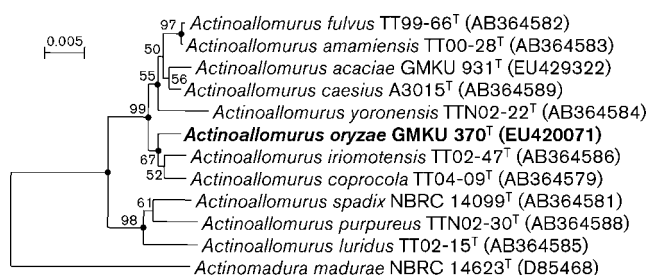 97
Actinoallomurus fulvus TT99-66ᵀ (AB364582)
0.005
Actinoallomurus amamiensis TT00-28ᵀ (AB364583)
50
Actinoallomurus acaciae GMKU 931ᵀ (EU429322)
55
56
Actinoallomurus caesius A3015ᵀ (AB364589)
99
Actinoallomurus yoronensis TTN02-22ᵀ (AB364584)
Actinoallomurus oryzae GMKU 370ᵀ (EU420071)
67
Actinoallomurus iriomotensis TT02-47ᵀ (AB364586)
52
Actinoallomurus coprocola TT04-09ᵀ (AB364579)
61
Actinoallomurus spadix NBRC 14099ᵀ (AB364581)
98
Actinoallomurus purpureus TTN02-30ᵀ (AB364588)
Actinoallomurus luridus TT02-15ᵀ (AB364585)
Actinomadura madurae NBRC 14623ᵀ (D85468)